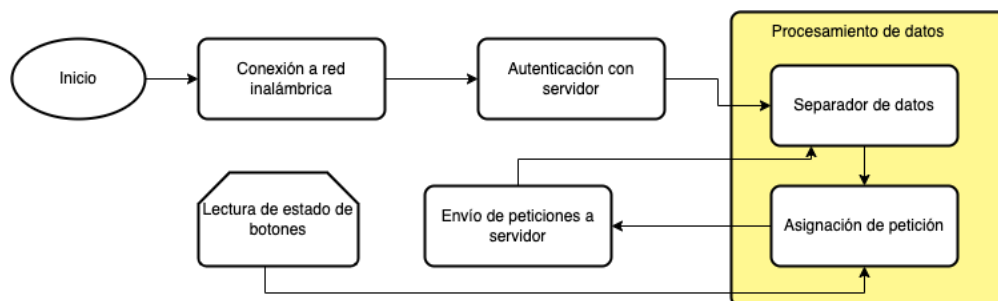 Procesamiento de datos
Inicio
Conexión a red
inalámbrica
Autenticación con
servidor
Separador de datos
Lectura de estado de
botones
Envío de peticiones a
servidor
Asignación de petición